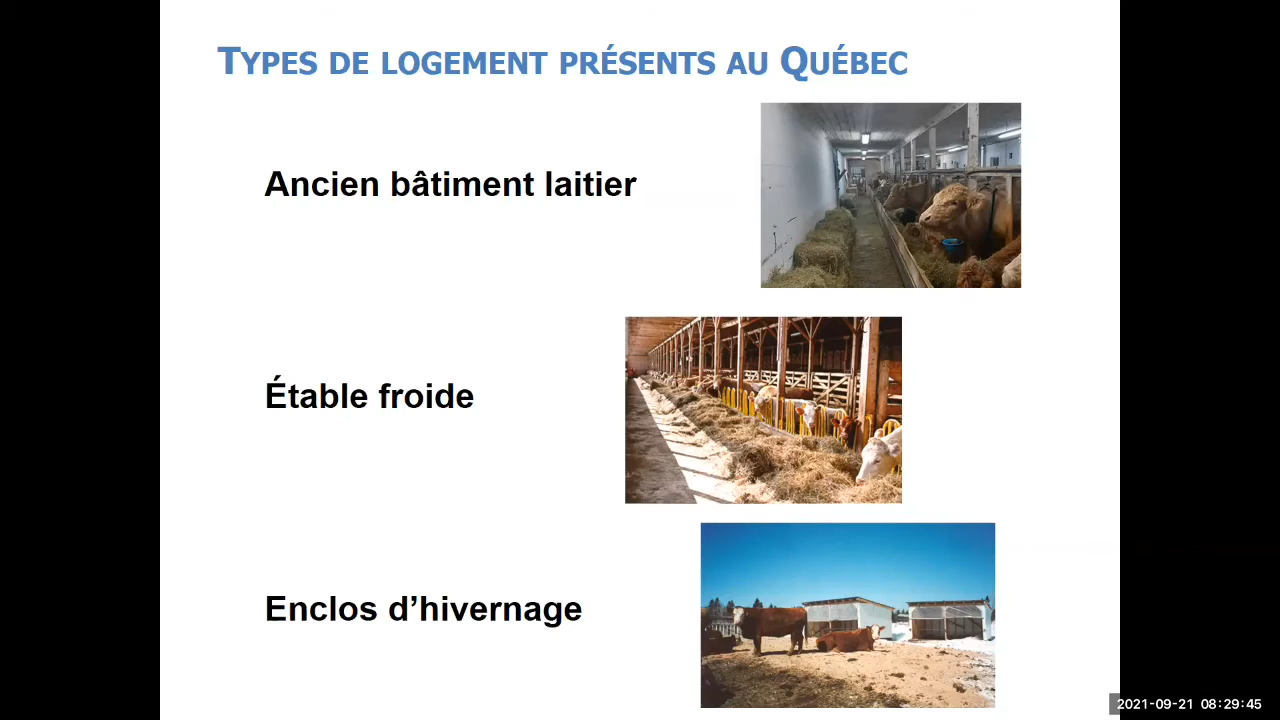 Types de logement présents au Québec
Ancien bâtiment laitier
Étable froide
Enclos d’hivernage
2021-09-21 08:29:45